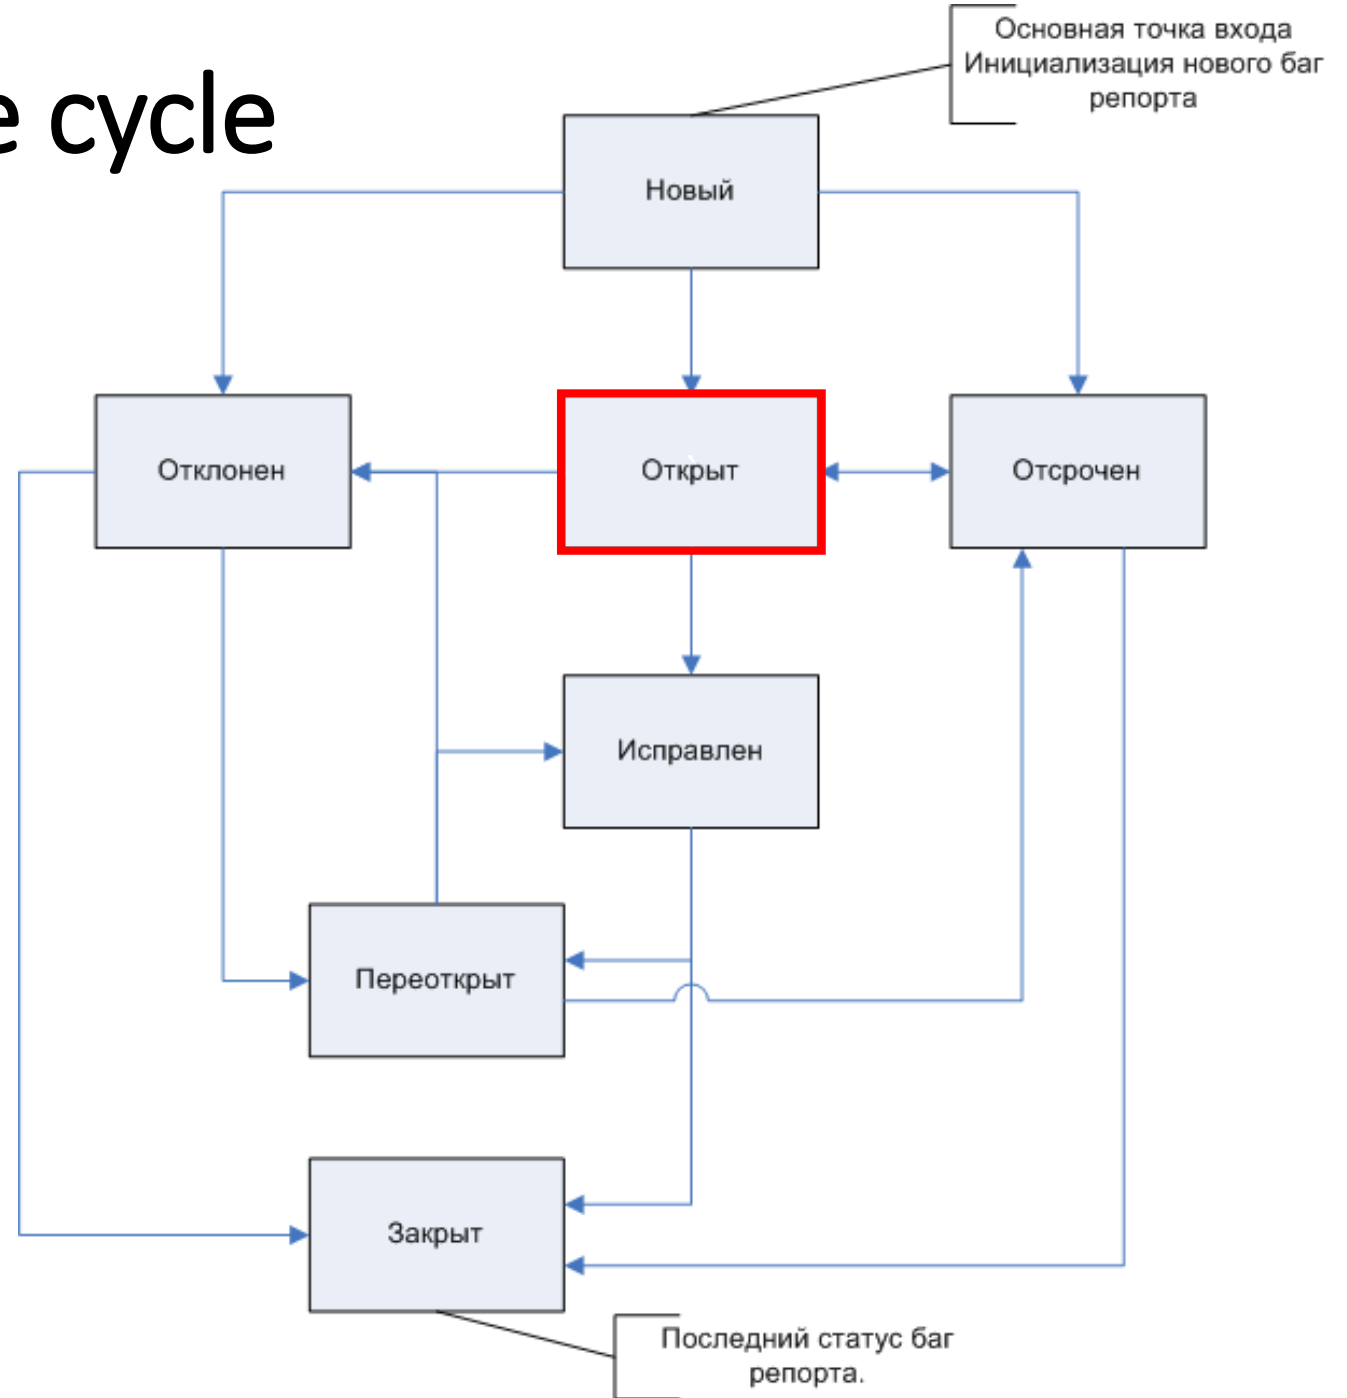 Основная точка входа
Инициализация нового баг
репорта
e cycle
Новый
Отклонен
Открыт
Отсрочен
Исправлен
Переоткрыт
Закрыт
Последний статус баг
репорта.